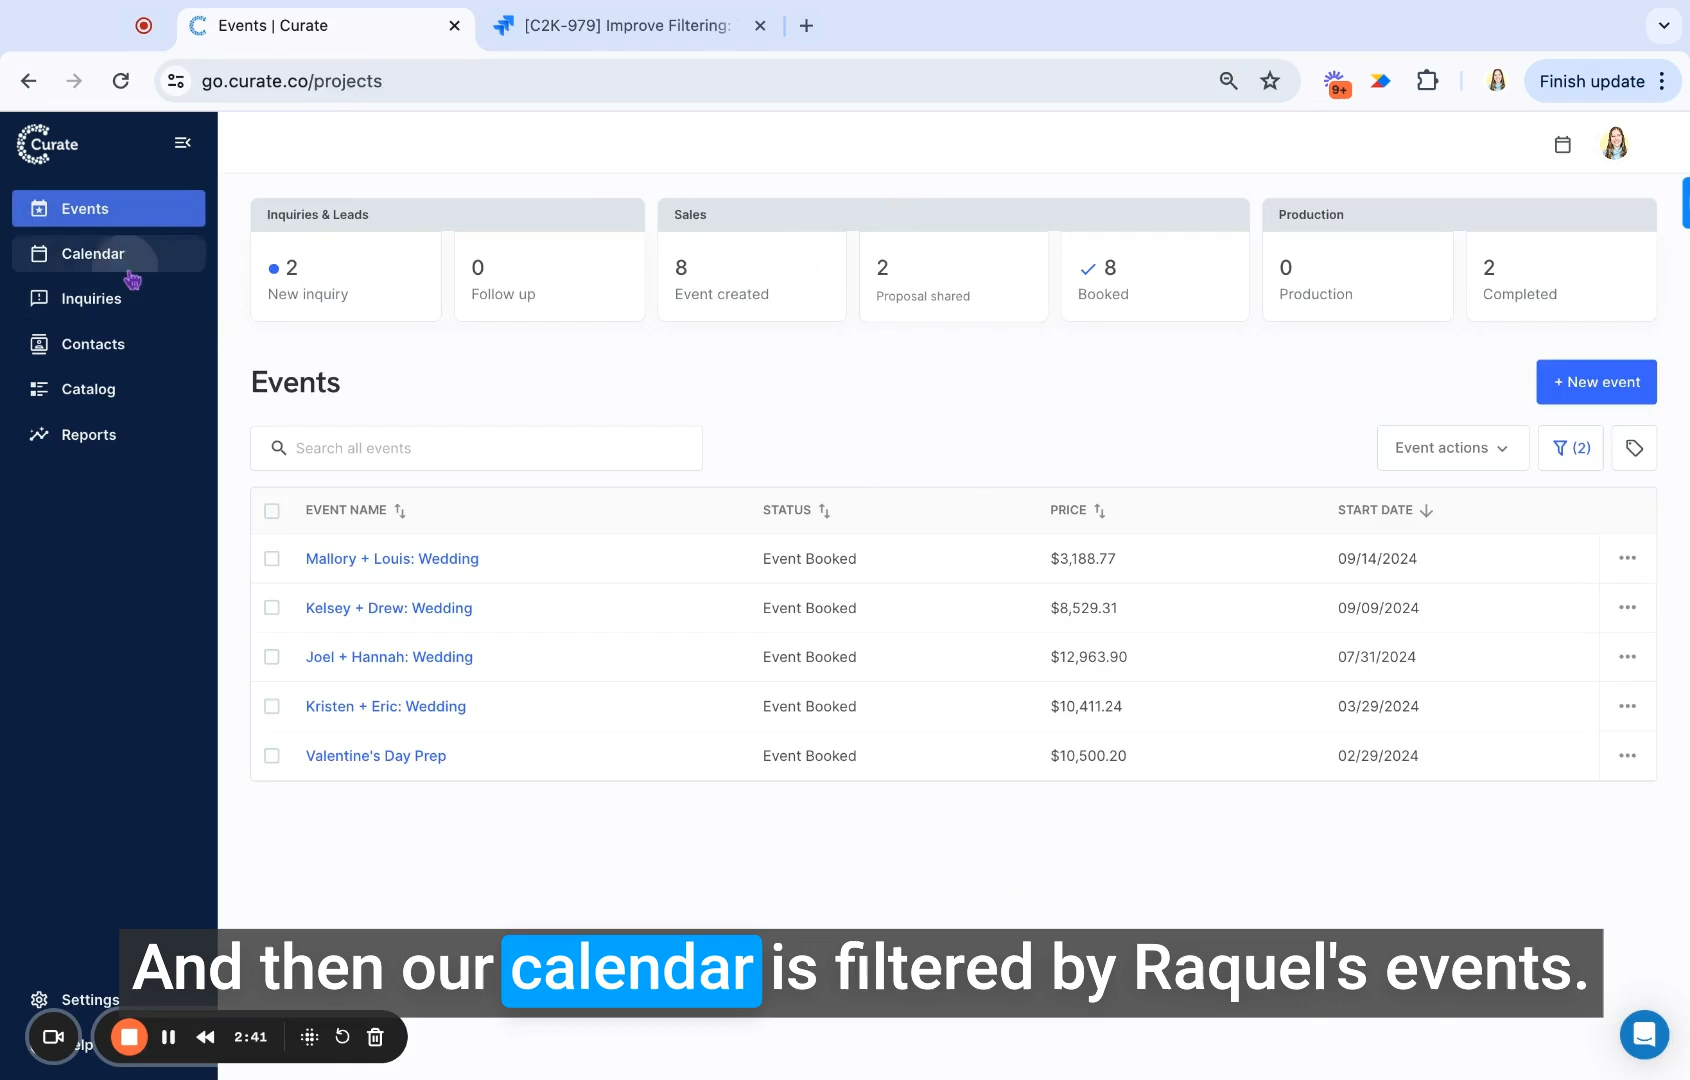 Events | Curate
[C2K-979] Improve Filtering:
go.curate.co/projects
9+
Finish update
Curate
Events
Calendar
Inquiries
Contacts
Catalog
Reports
Inquiries & Leads
Sales
Production
2
New inquiry
0
Follow up
8
Event created
2
Proposal shared
8
Booked
0
Production
2
Completed
Events
+ New event
Search all events
Event actions
(2)
EVENT NAME STATUS PRICE START DATE
Mallory + Louis: Wedding Event Booked $3,188.77 09/14/2024
Kelsey + Drew: Wedding Event Booked $8,529.31 09/09/2024
Joel + Hannah: Wedding Event Booked $12,963.90 07/31/2024
Kristen + Eric: Wedding Event Booked $10,411.24 03/29/2024
Valentine's Day Prep Event Booked $10,500.20 02/29/2024
And then our calendar is filtered by Raquel's events.
Settings
2:41